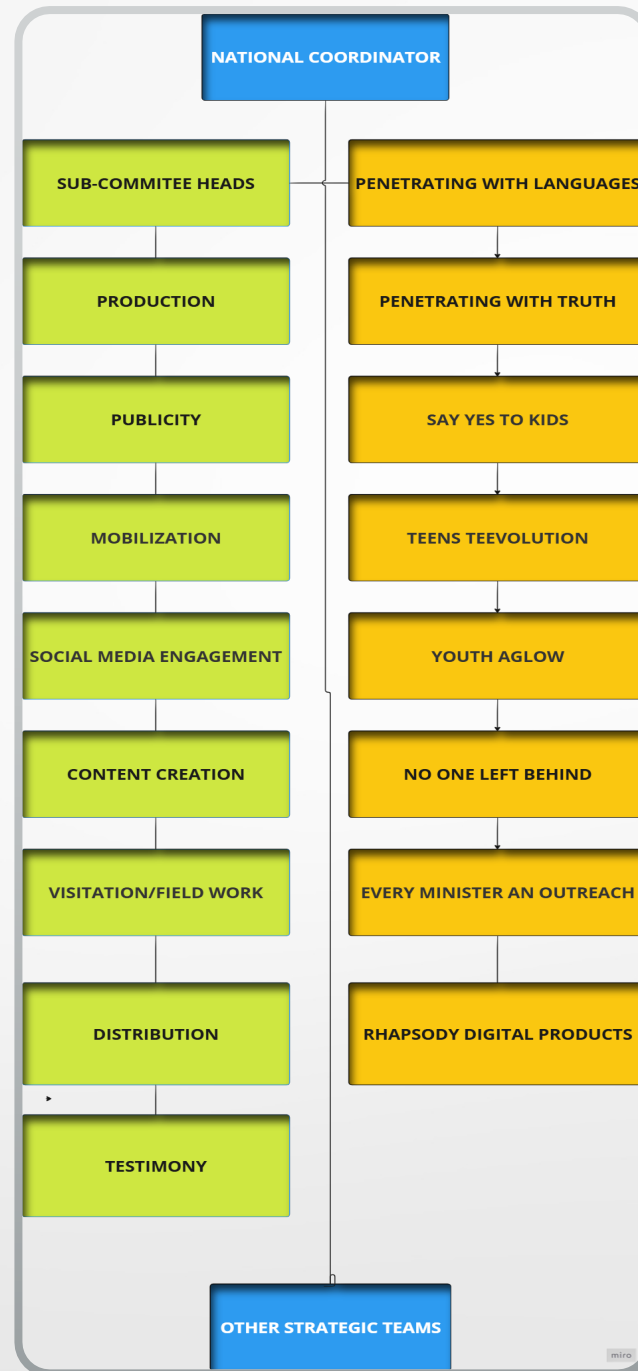 NATIONAL COORDINATOR
SUB-COMMITEE HEADS
PENETRATING WITH LANGUAGES
PRODUCTION
PENETRATING WITH TRUTH
PUBLICITY
SAY YES TO KIDS
MOBILIZATION
TEENS TEEVOLUTION
SOCIAL MEDIA ENGAGEMENT
YOUTH AGLOW
CONTENT CREATION
NO ONE LEFT BEHIND
VISITATION/FIELD WORK
EVERY MINISTER AN OUTREACH
DISTRIBUTION
RHAPSODY DIGITAL PRODUCTS
TESTIMONY
OTHER STRATEGIC TEAMS
miro